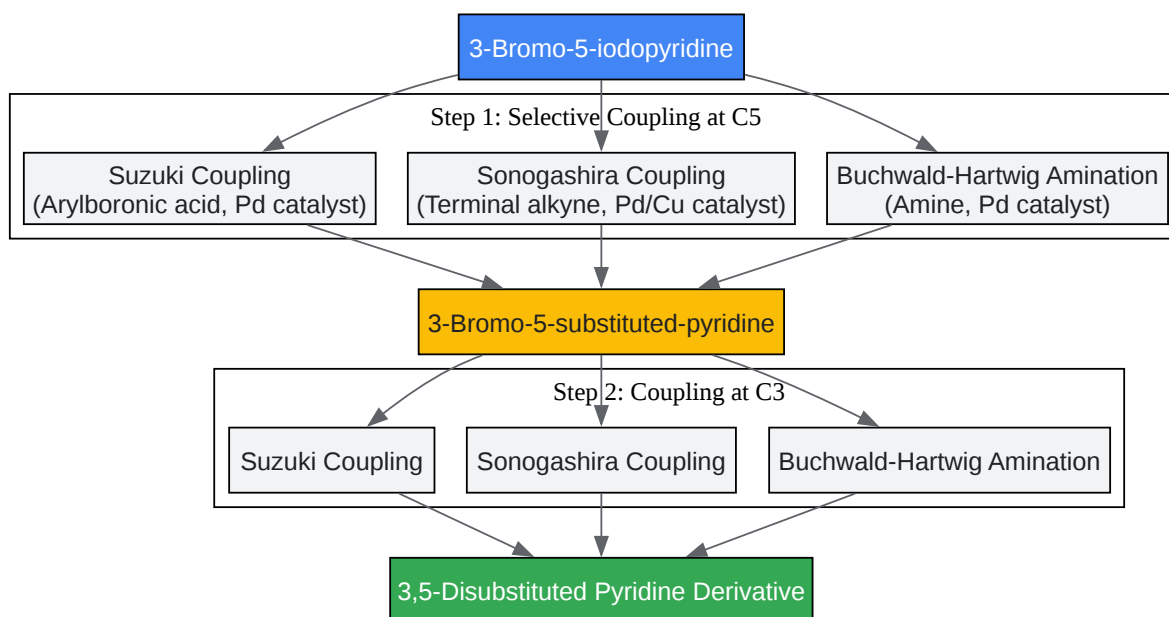 3-Bromo-5-iodopyridine
Step 1: Selective Coupling at C5
Suzuki Coupling
(Arylboronic acid, Pd catalyst)
Sonogashira Coupling
(Terminal alkyne, Pd/Cu catalyst)
Buchwald-Hartwig Amination
(Amine, Pd catalyst)
3-Bromo-5-substituted-pyridine
Step 2: Coupling at C3
Suzuki Coupling
Sonogashira Coupling
Buchwald-Hartwig Amination
3,5-Disubstituted Pyridine Derivative